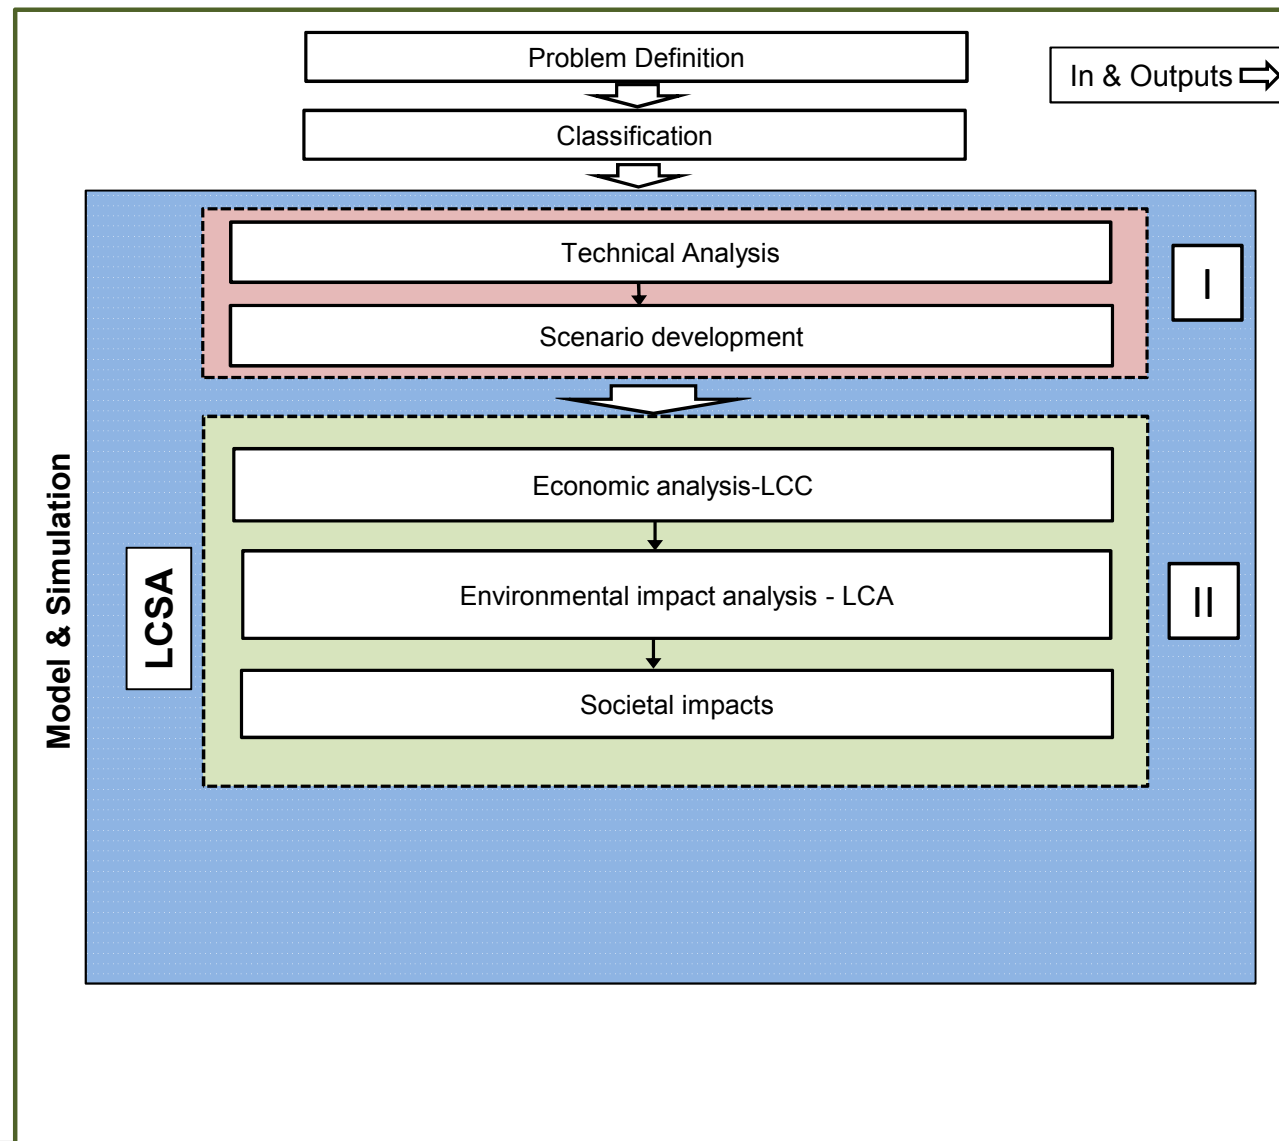 Problem Definition
In & Outputs
Classification
Technical Analysis
I
Scenario development
Economic analysis-LCC
Model & Simulation
LCSA
Environmental impact analysis - LCA
II
Societal impacts